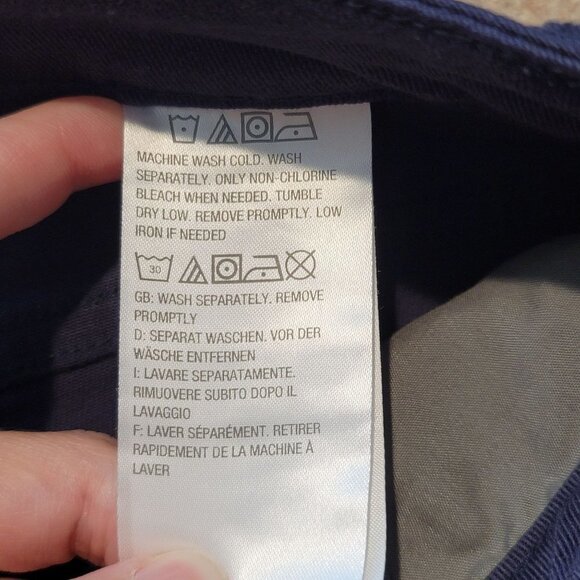 MACHINE WASH COLD. WASH
SEPARATELY. ONLY NON-CHLORINE
BLEACH WHEN NEEDED. TUMBLE
DRY LOW. REMOVE PROMPTLY. LOW
IRON IF NEEDED
30
GB: WASH SEPARATELY. REMOVE
PROMPTLY
D: SEPARAT WASCHEN. VOR DER
WÄSCHE ENTFERNEN
I: LAVARE SEPARATAMENTE.
RIMUOVERE SUBITO DOPO IL
LAVAGGIO
F: LAVER SÉPARÉMENT. RETIRER
RAPIDEMENT DE LA MACHINE À
LAVER